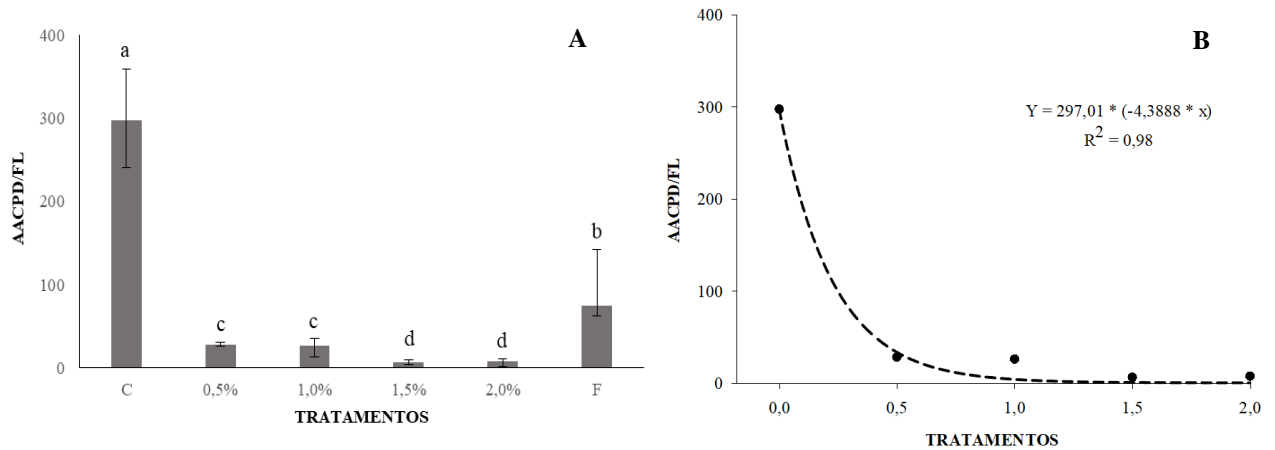 A
AACPD/FL
400
300
200
100
0
a
c
c
d
d
b
C 0,5% 1,0% 1,5% 2,0% F
TRATAMENTOS
B
AACPD/FL
400
300
200
100
0
Y = 297,01 * (-4,3888 * x)
R² = 0,98
0,0 0,5 1,0 1,5 2,0
TRATAMENTOS